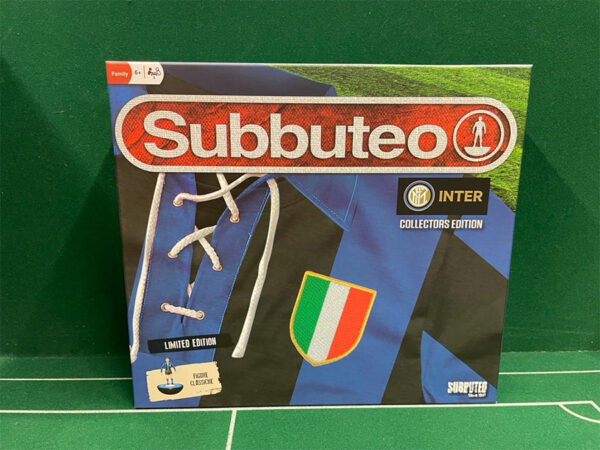 Family
6+
Subbuteo
INTER
COLLECTORS EDITION
LIMITED EDITION
FIGURE
CLASSICHE
SUBBUTEO